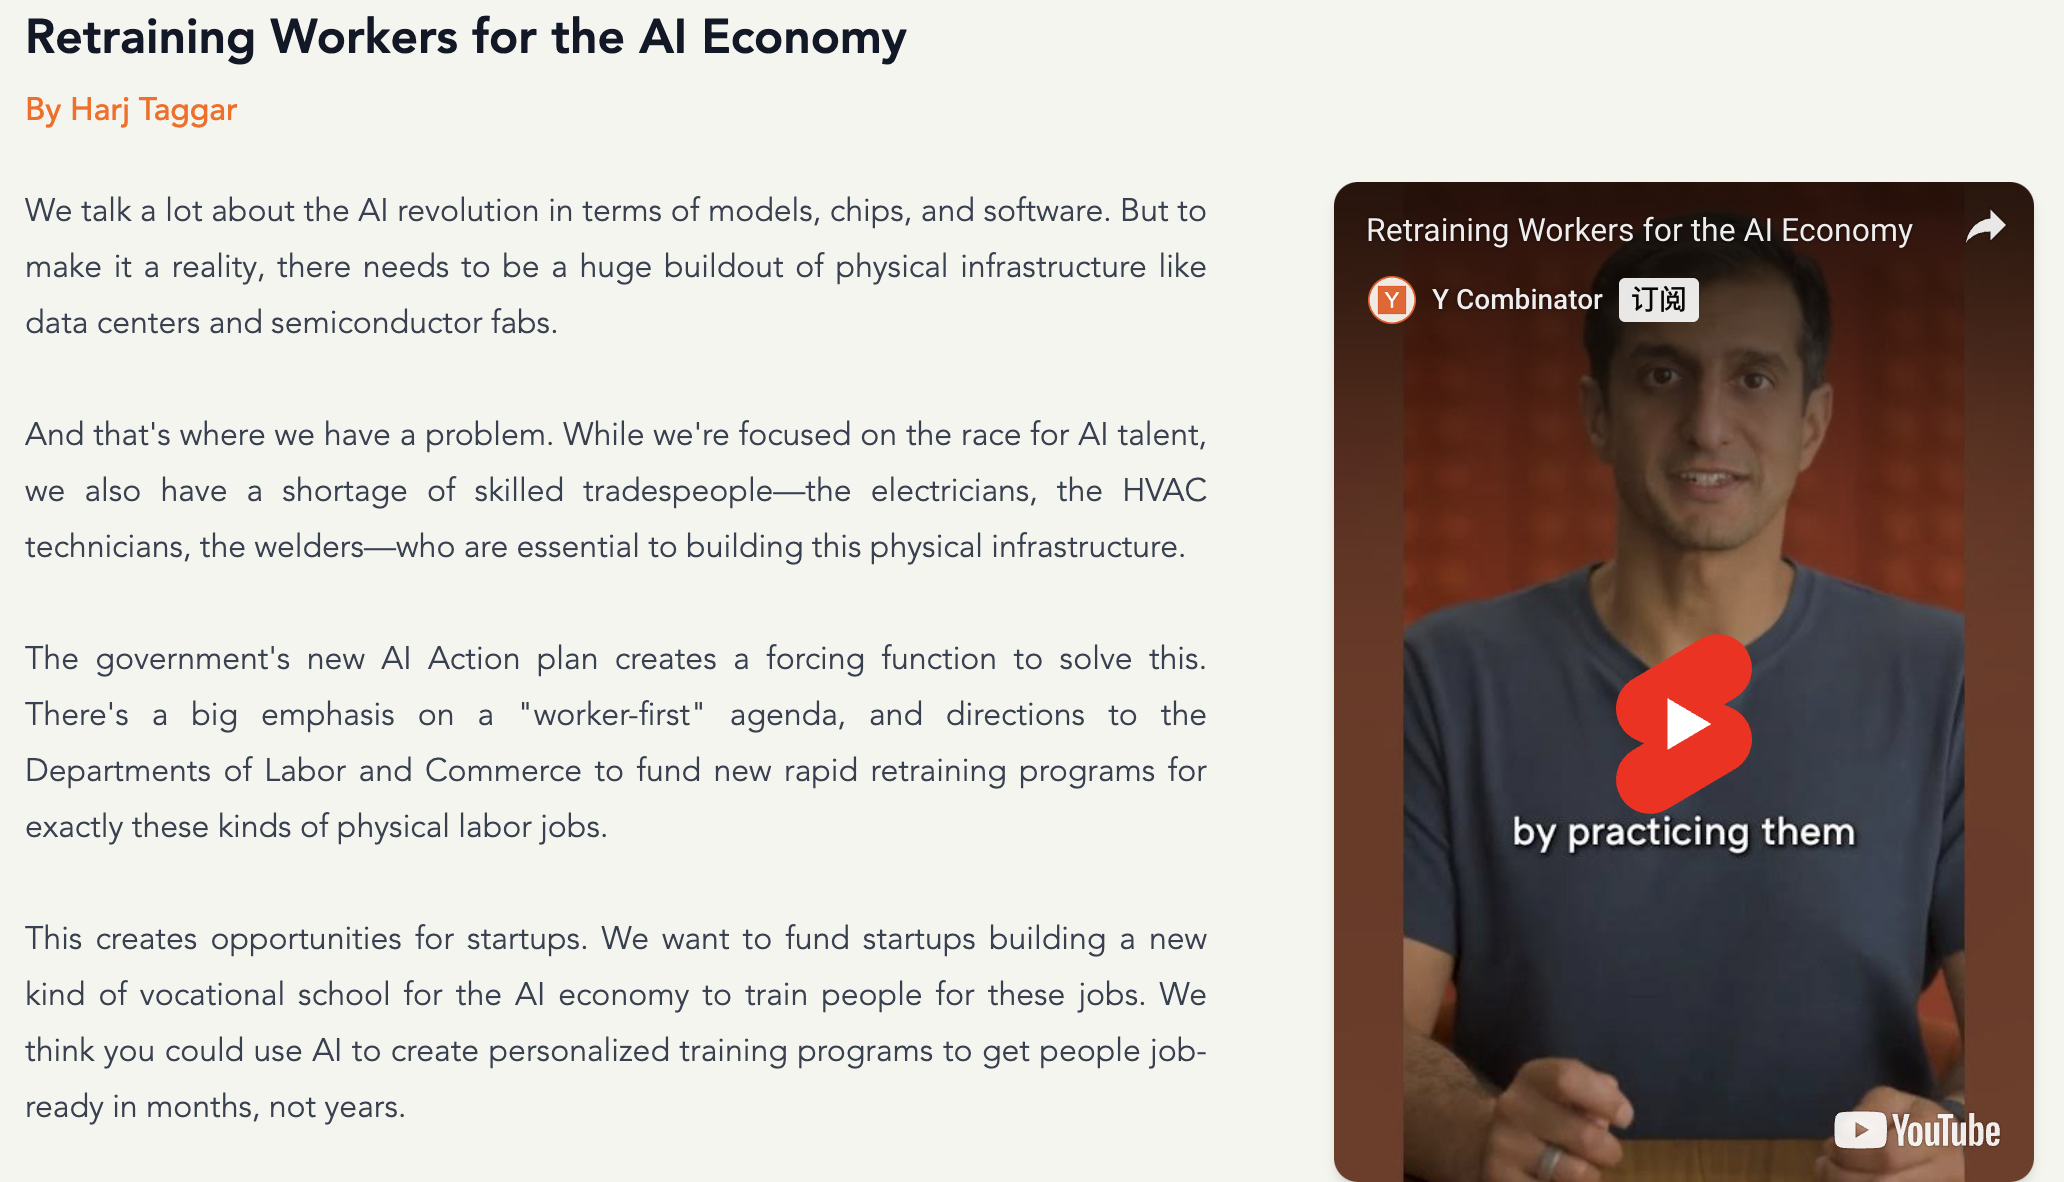 Retraining Workers for the AI Economy
By Harj Taggar
We talk a lot about the AI revolution in terms of models, chips, and software. But to
make it a reality, there needs to be a huge buildout of physical infrastructure like
data centers and semiconductor fabs.
And that's where we have a problem. While we're focused on the race for AI talent,
we also have a shortage of skilled tradespeople—the electricians, the HVAC
technicians, the welders—who are essential to building this physical infrastructure.
The government's new AI Action plan creates a forcing function to solve this.
There's a big emphasis on a "worker-first" agenda, and directions to the
Departments of Labor and Commerce to fund new rapid retraining programs for
exactly these kinds of physical labor jobs.
This creates opportunities for startups. We want to fund startups building a new
kind of vocational school for the AI economy to train people for these jobs. We
think you could use AI to create personalized training programs to get people job-
ready in months, not years.
Retraining Workers for the AI Economy
Y
Y Combinator 订阅
by practicing them
YouTube